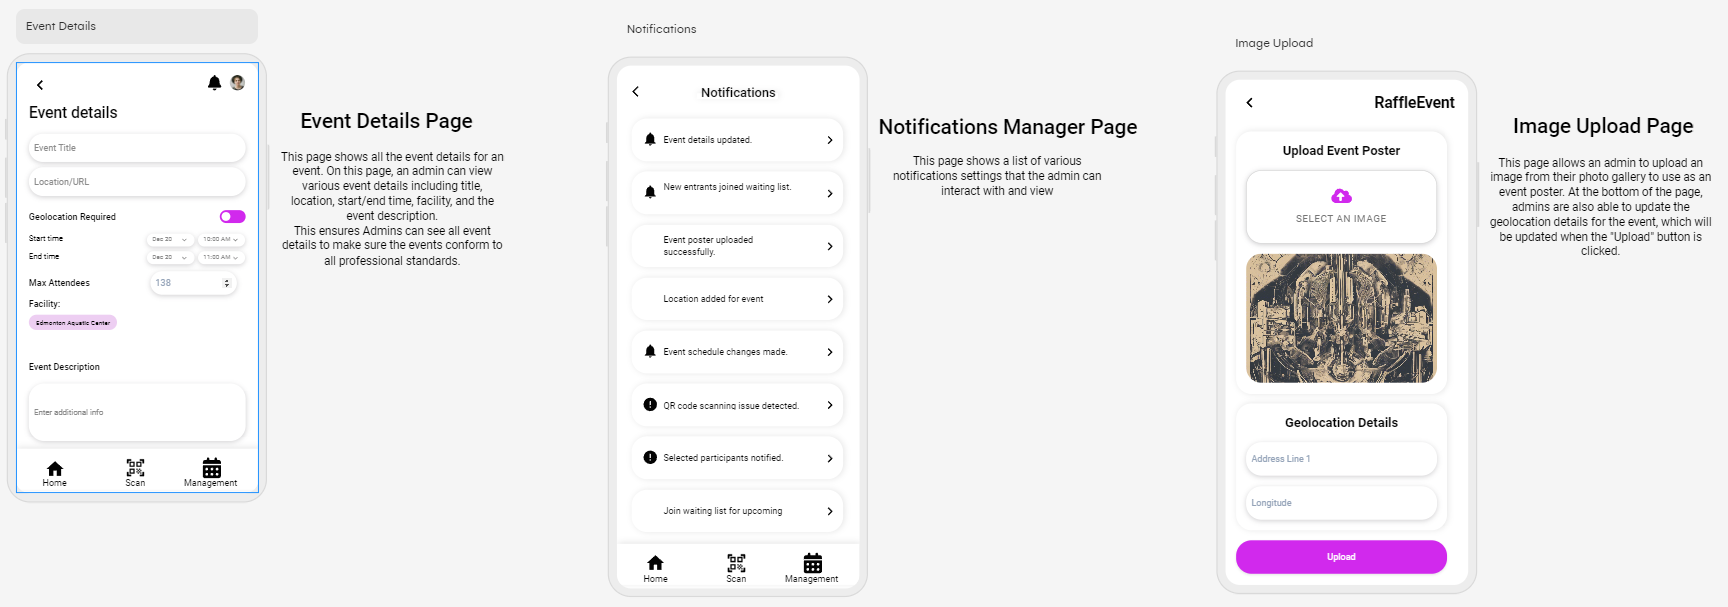 Event Details
Event details
Event Title
Location/URL
Geolocation Required
Start time
Dec 20
10:00 AM
End time
Dec 20
11:00 AM
Max Attendees
138
Facility:
Edmonton Aquatic Center
Event Description
Enter additional info
Home
Scan
Management
Event Details Page
This page shows all the event details for an
event. On this page, an admin can view
various event details including title,
location, start/end time, facility, and the
event description.
This ensures Admins can see all event
details to make sure the events conform to
all professional standards.
Notifications
Notifications
Event details updated.
New entrants joined waiting list.
Event poster uploaded
successfully.
Location added for event
Event schedule changes made.
QR code scanning issue detected.
Selected participants notified.
Join waiting list for upcoming
Home
Scan
Management
Notifications Manager Page
This page shows a list of various
notifications settings that the admin can
interact with and view
Image Upload
RaffleEvent
Upload Event Poster
SELECT AN IMAGE
Geolocation Details
Address Line 1
Longitude
Upload
Image Upload Page
This page allows an admin to upload an
image from their photo gallery to use as an
event poster. At the bottom of the page,
admins are also able to update the
geolocation details for the event, which will
be updated when the "Upload" button is
clicked.